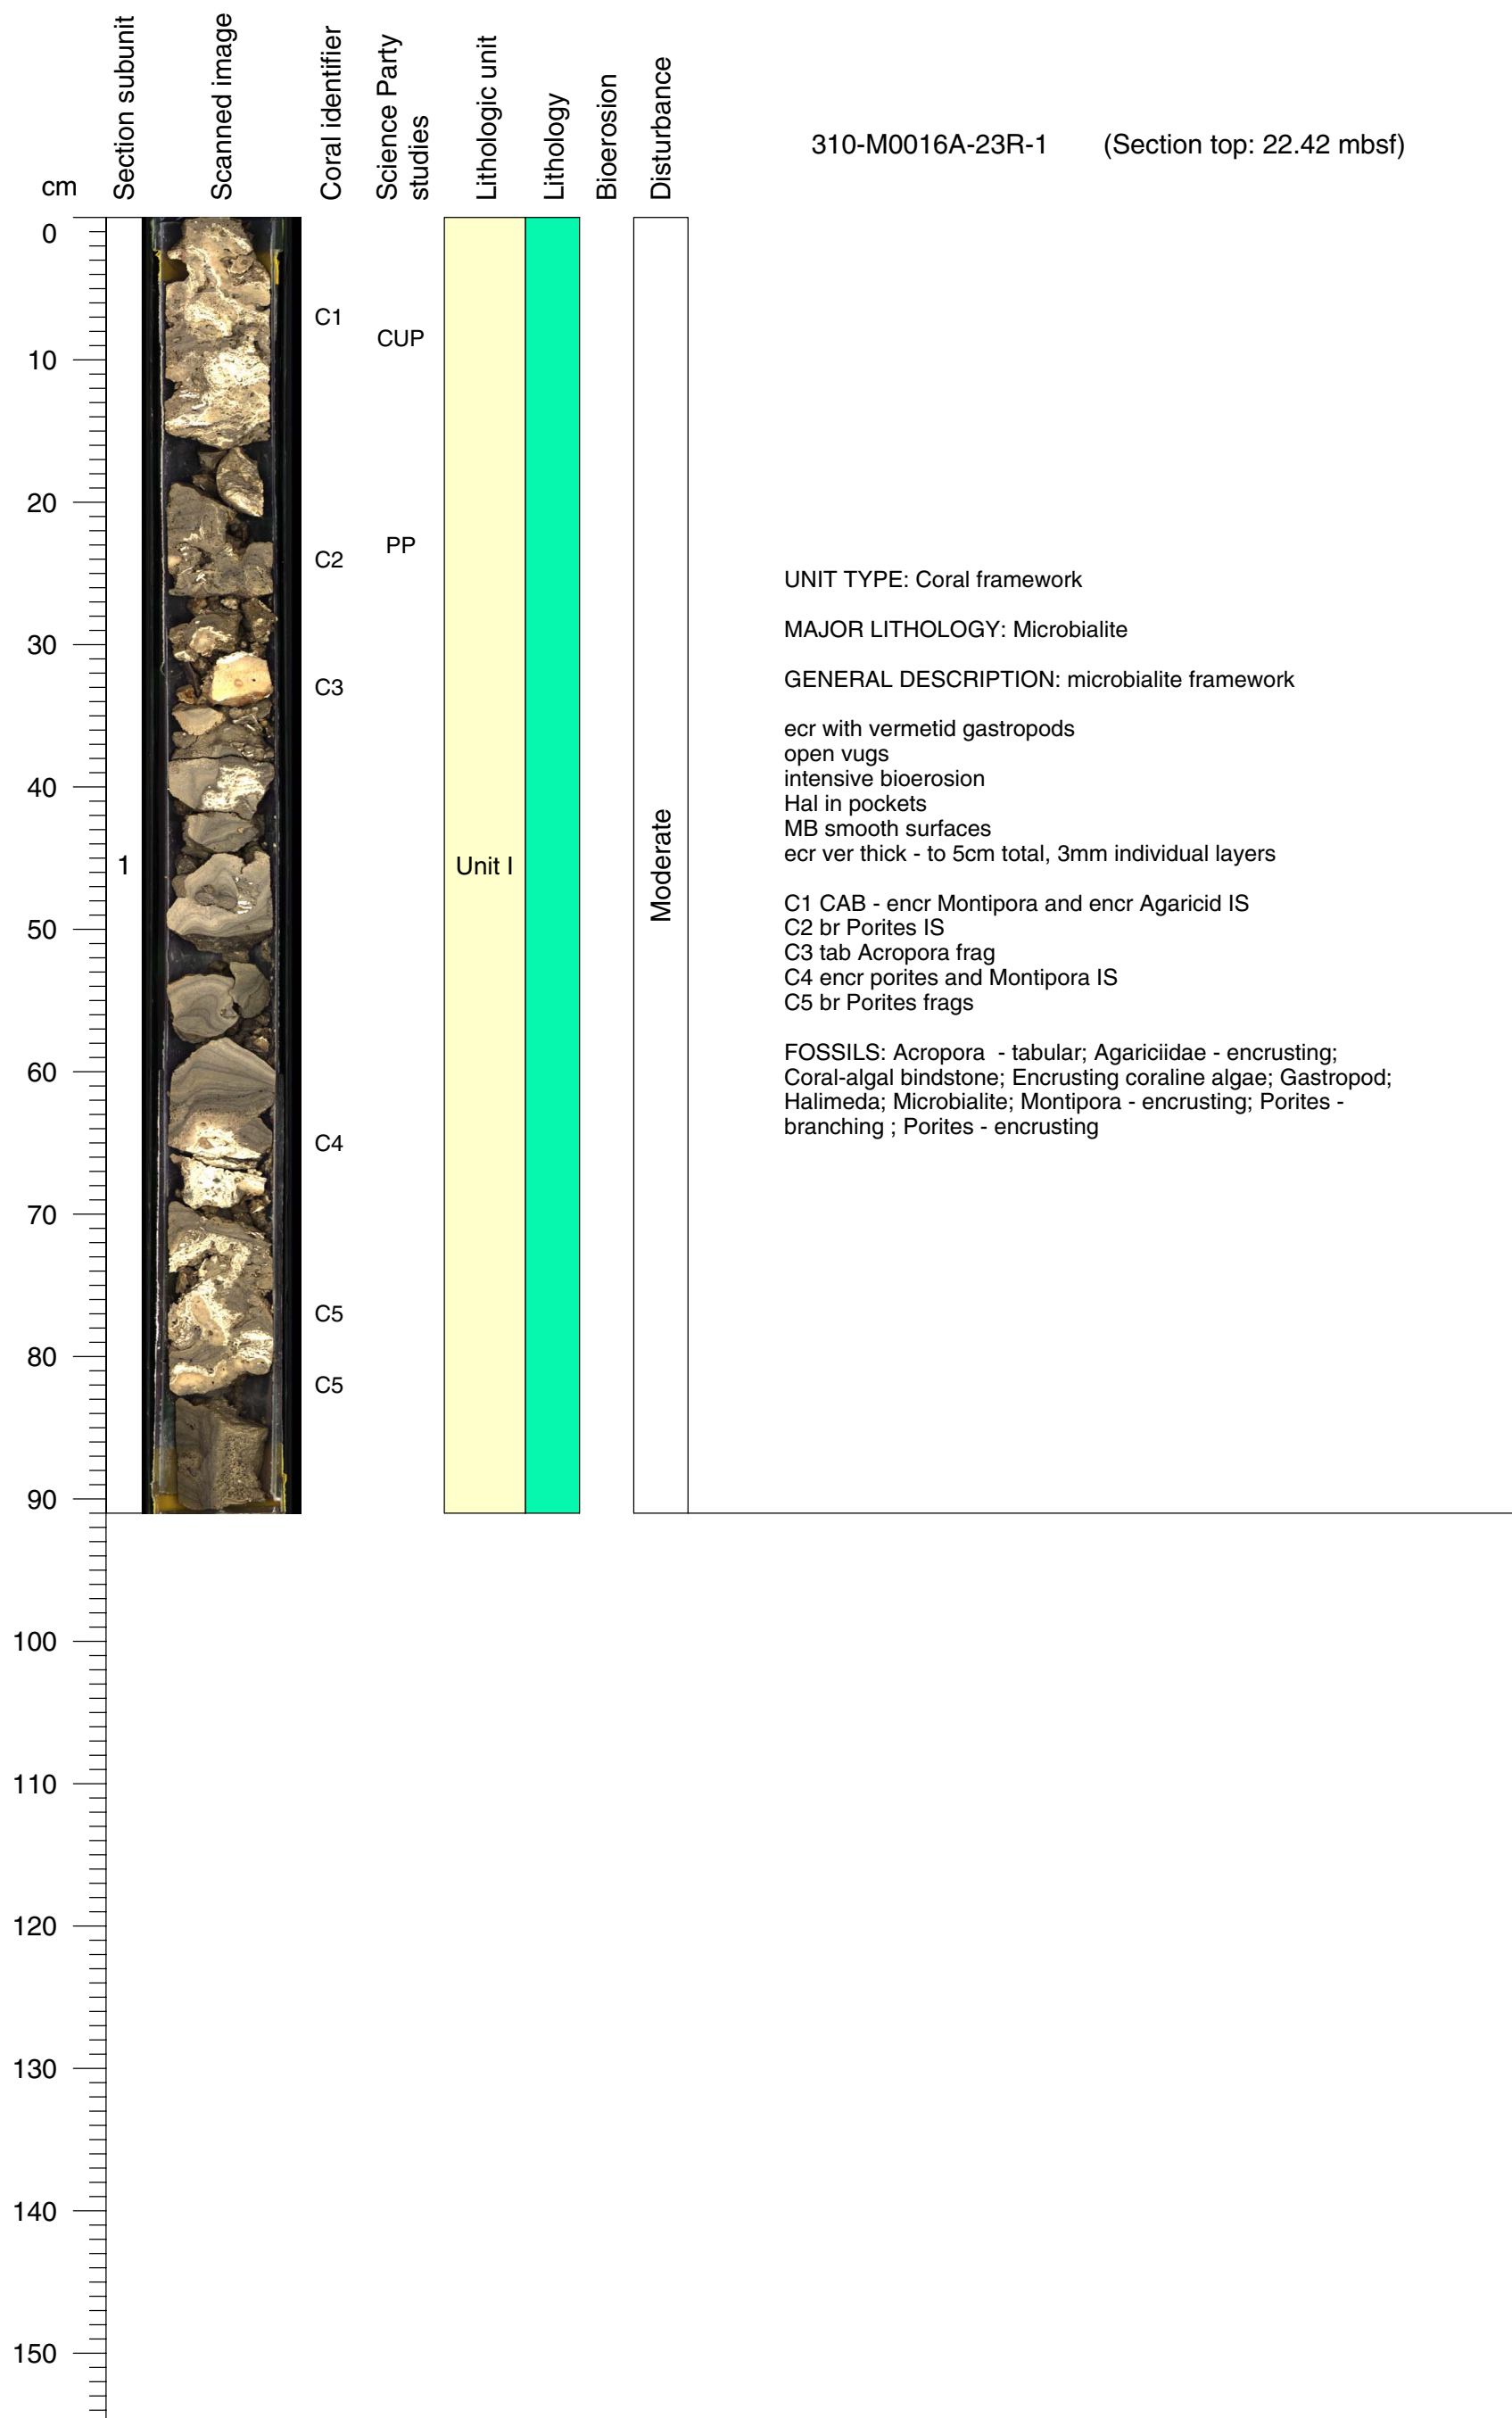 Section subunit
Scanned image
Coral identifier
Science Party
studies
Lithologic unit
Lithology
Bioerosion
Disturbance
310-M0016A-23R-1 (Section top: 22.42 mbsf)
cm
0
C1
CUP
10
20
PP
C2
UNIT TYPE: Coral framework
MAJOR LITHOLOGY: Microbialite
30
GENERAL DESCRIPTION: microbialite framework
C3
ecr with vermetid gastropods
open vugs
intensive bioerosion
40
Hal in pockets
MB smooth surfaces
ecr ver thick - to 5cm total, 3mm individual layers
1
Unit I
Moderate
C1 CAB - encr Montipora and encr Agaricid IS
C2 br Porites IS
50
C3 tab Acropora frag
C4 encr porites and Montipora IS
C5 br Porites frags
FOSSILS: Acropora  - tabular; Agariciidae - encrusting;
60
Coral-algal bindstone; Encrusting coraline algae; Gastropod;
Halimeda; Microbialite; Montipora - encrusting; Porites -
branching ; Porites - encrusting
C4
70
C5
80
C5
90
100
110
120
130
140
150